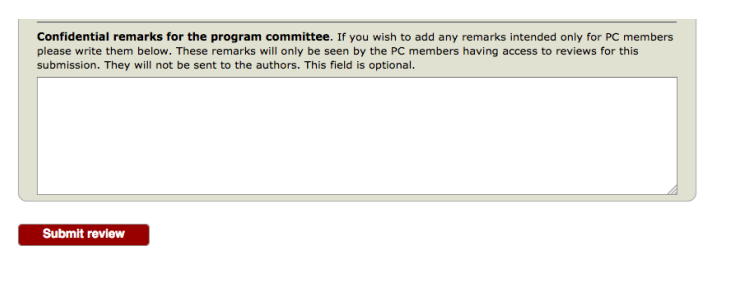 Confidential remarks for the program committee. If you wish to add any remarks intended only for PC members
please write them below. These remarks will only be seen by the PC members having access to reviews for this
submission. They will not be sent to the authors. This field is optional.
Submit review